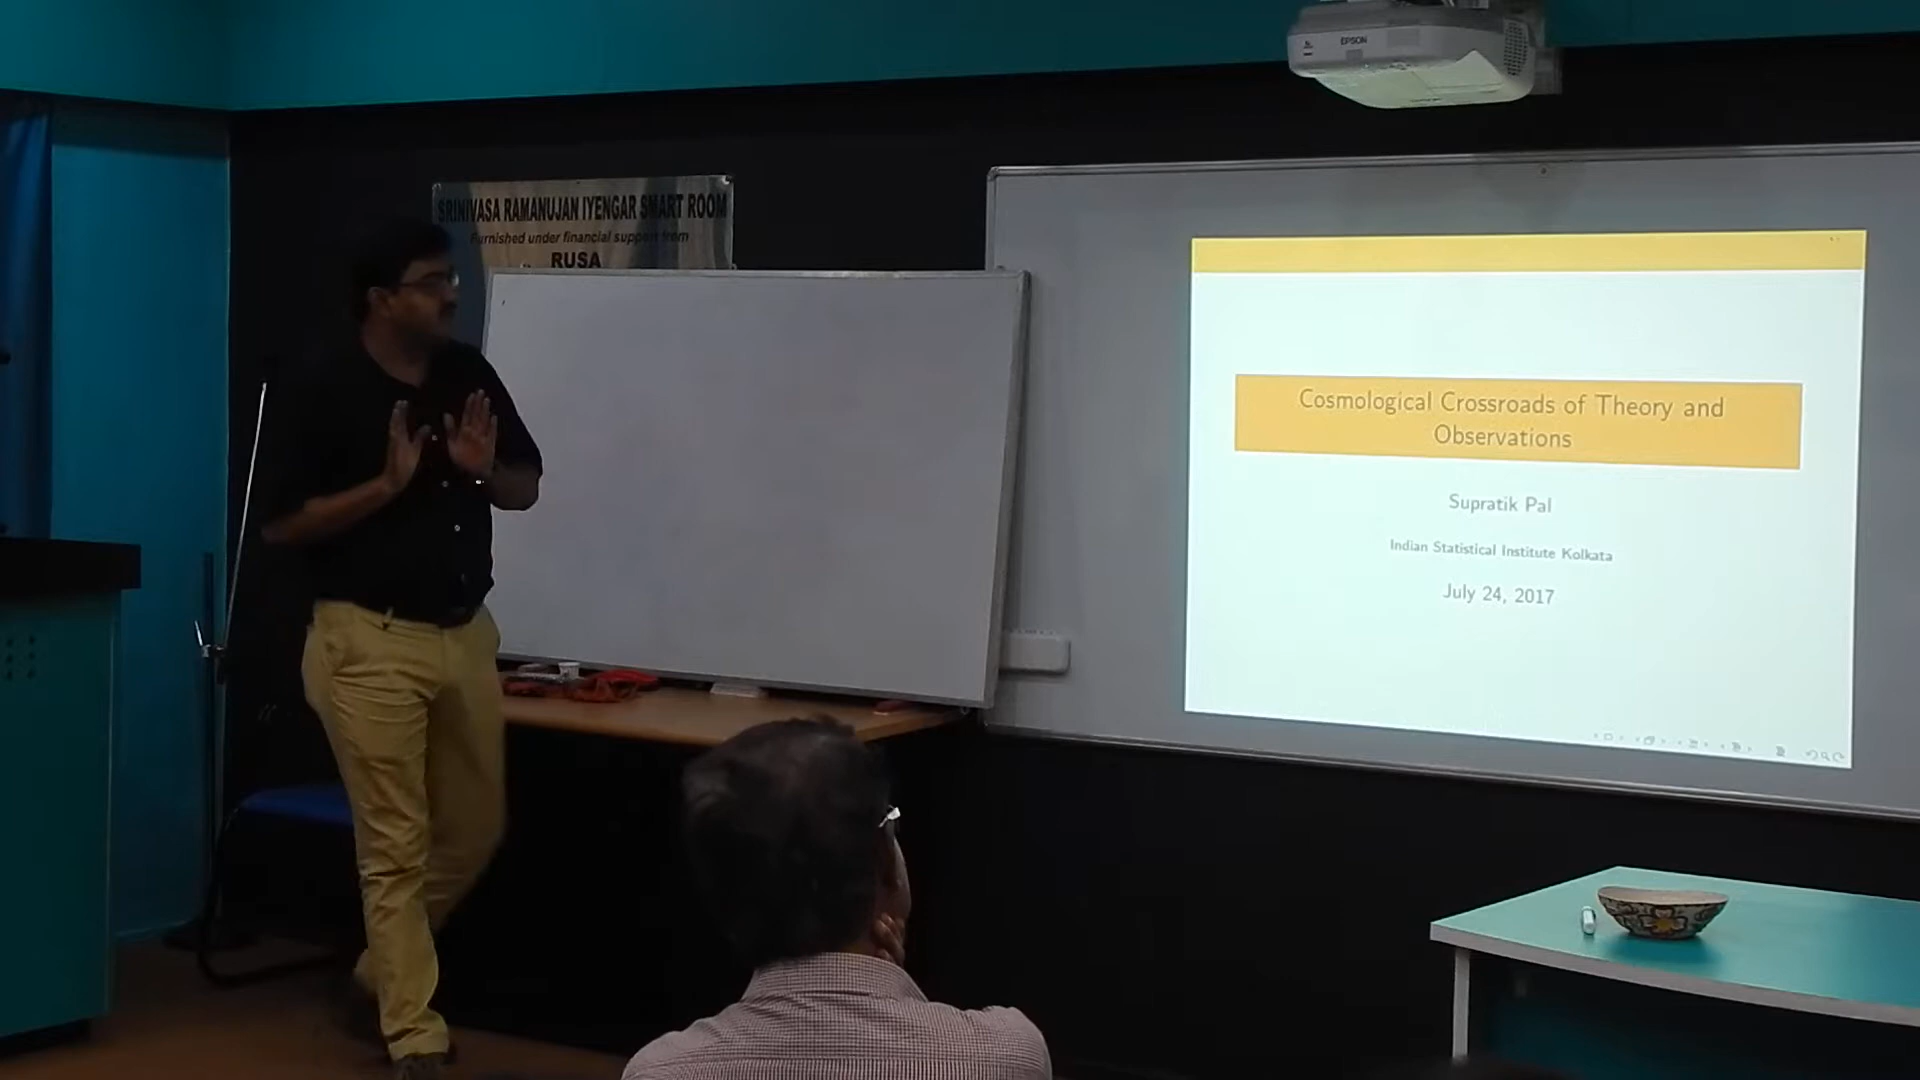 EPSON
SRINIVASA RAMANUJAN IYENGAR SMART ROOM
Furnished under financial support from
RUSA
Cosmological Crossroads of Theory and
Observations
Supratik Pal
Indian Statistical Institute Kolkata
July 24, 2017